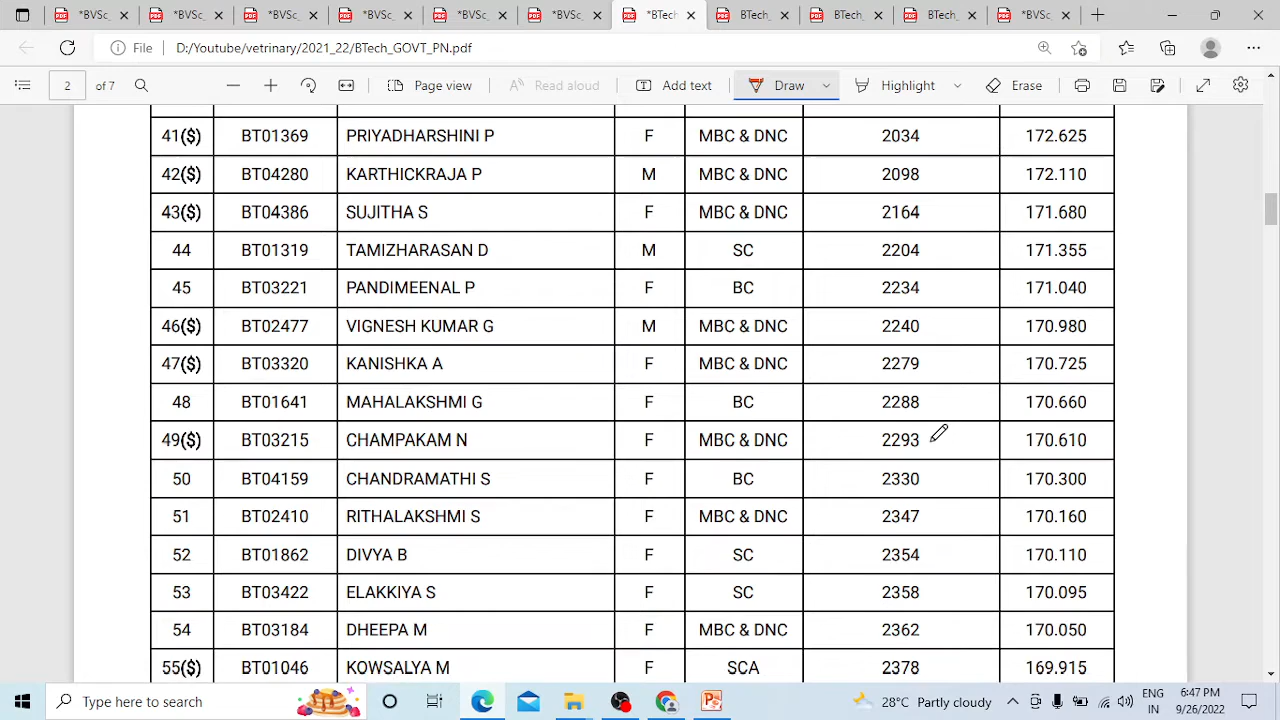 *BVSc
*BVSc
*BVSc
*BVSc
*BVSc
*BTech
BTech
BTech
BTech
*BVSc
File D:/Youtube/vetrinary/2021_22/BTech_GOVT_PN.pdf
2 of 7 Page view Read aloud Add text Draw Highlight Erase
41($) BT01369 PRIYADHARSHINI P F MBC & DNC 2034 172.625
42($) BT04280 KARTHICKRAJA P M MBC & DNC 2098 172.110
43($) BT04386 SUJITHA S F MBC & DNC 2164 171.680
44 BT01319 TAMIZHARASAN D M SC 2204 171.355
45 BT03221 PANDIMEENAL P F BC 2234 171.040
46($) BT02477 VIGNESH KUMAR G M MBC & DNC 2240 170.980
47($) BT03320 KANISHKA A F MBC & DNC 2279 170.725
48 BT01641 MAHALAKSHMI G F BC 2288 170.660
49($) BT03215 CHAMPAKAM N F MBC & DNC 2293 170.610
50 BT04159 CHANDRAMATHI S F BC 2330 170.300
51 BT02410 RITHALAKSHMI S F MBC & DNC 2347 170.160
52 BT01862 DIVYA B F SC 2354 170.110
53 BT03422 ELAKKIYA S F SC 2358 170.095
54 BT03184 DHEEPA M F MBC & DNC 2362 170.050
55($) BT01046 KOWSALYA M F SCA 2378 169.915
Type here to search 28°C Partly cloudy ENG 6:47 PM
IN 9/26/2022